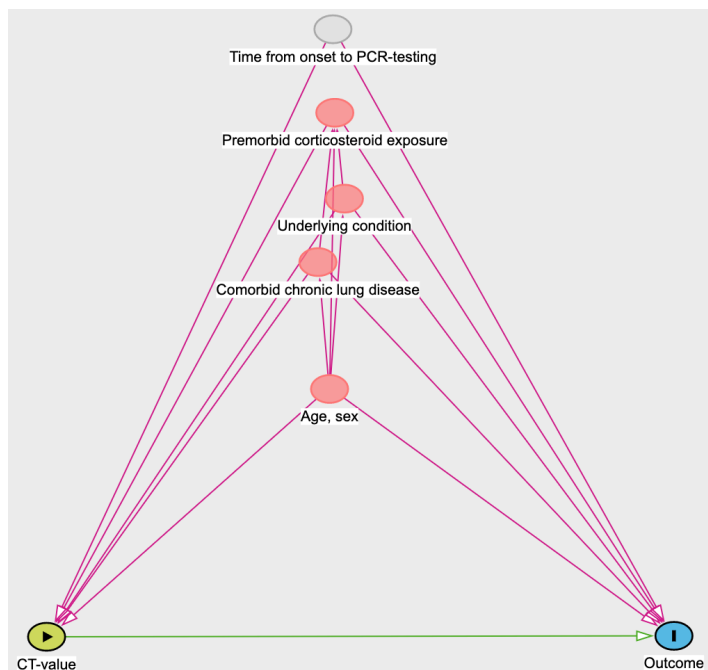 Time from onset to PCR-testing
Premorbid corticosteroid exposure
Underlying condition
Comorbid chronic lung disease
Age, sex
CT-value
Outcome